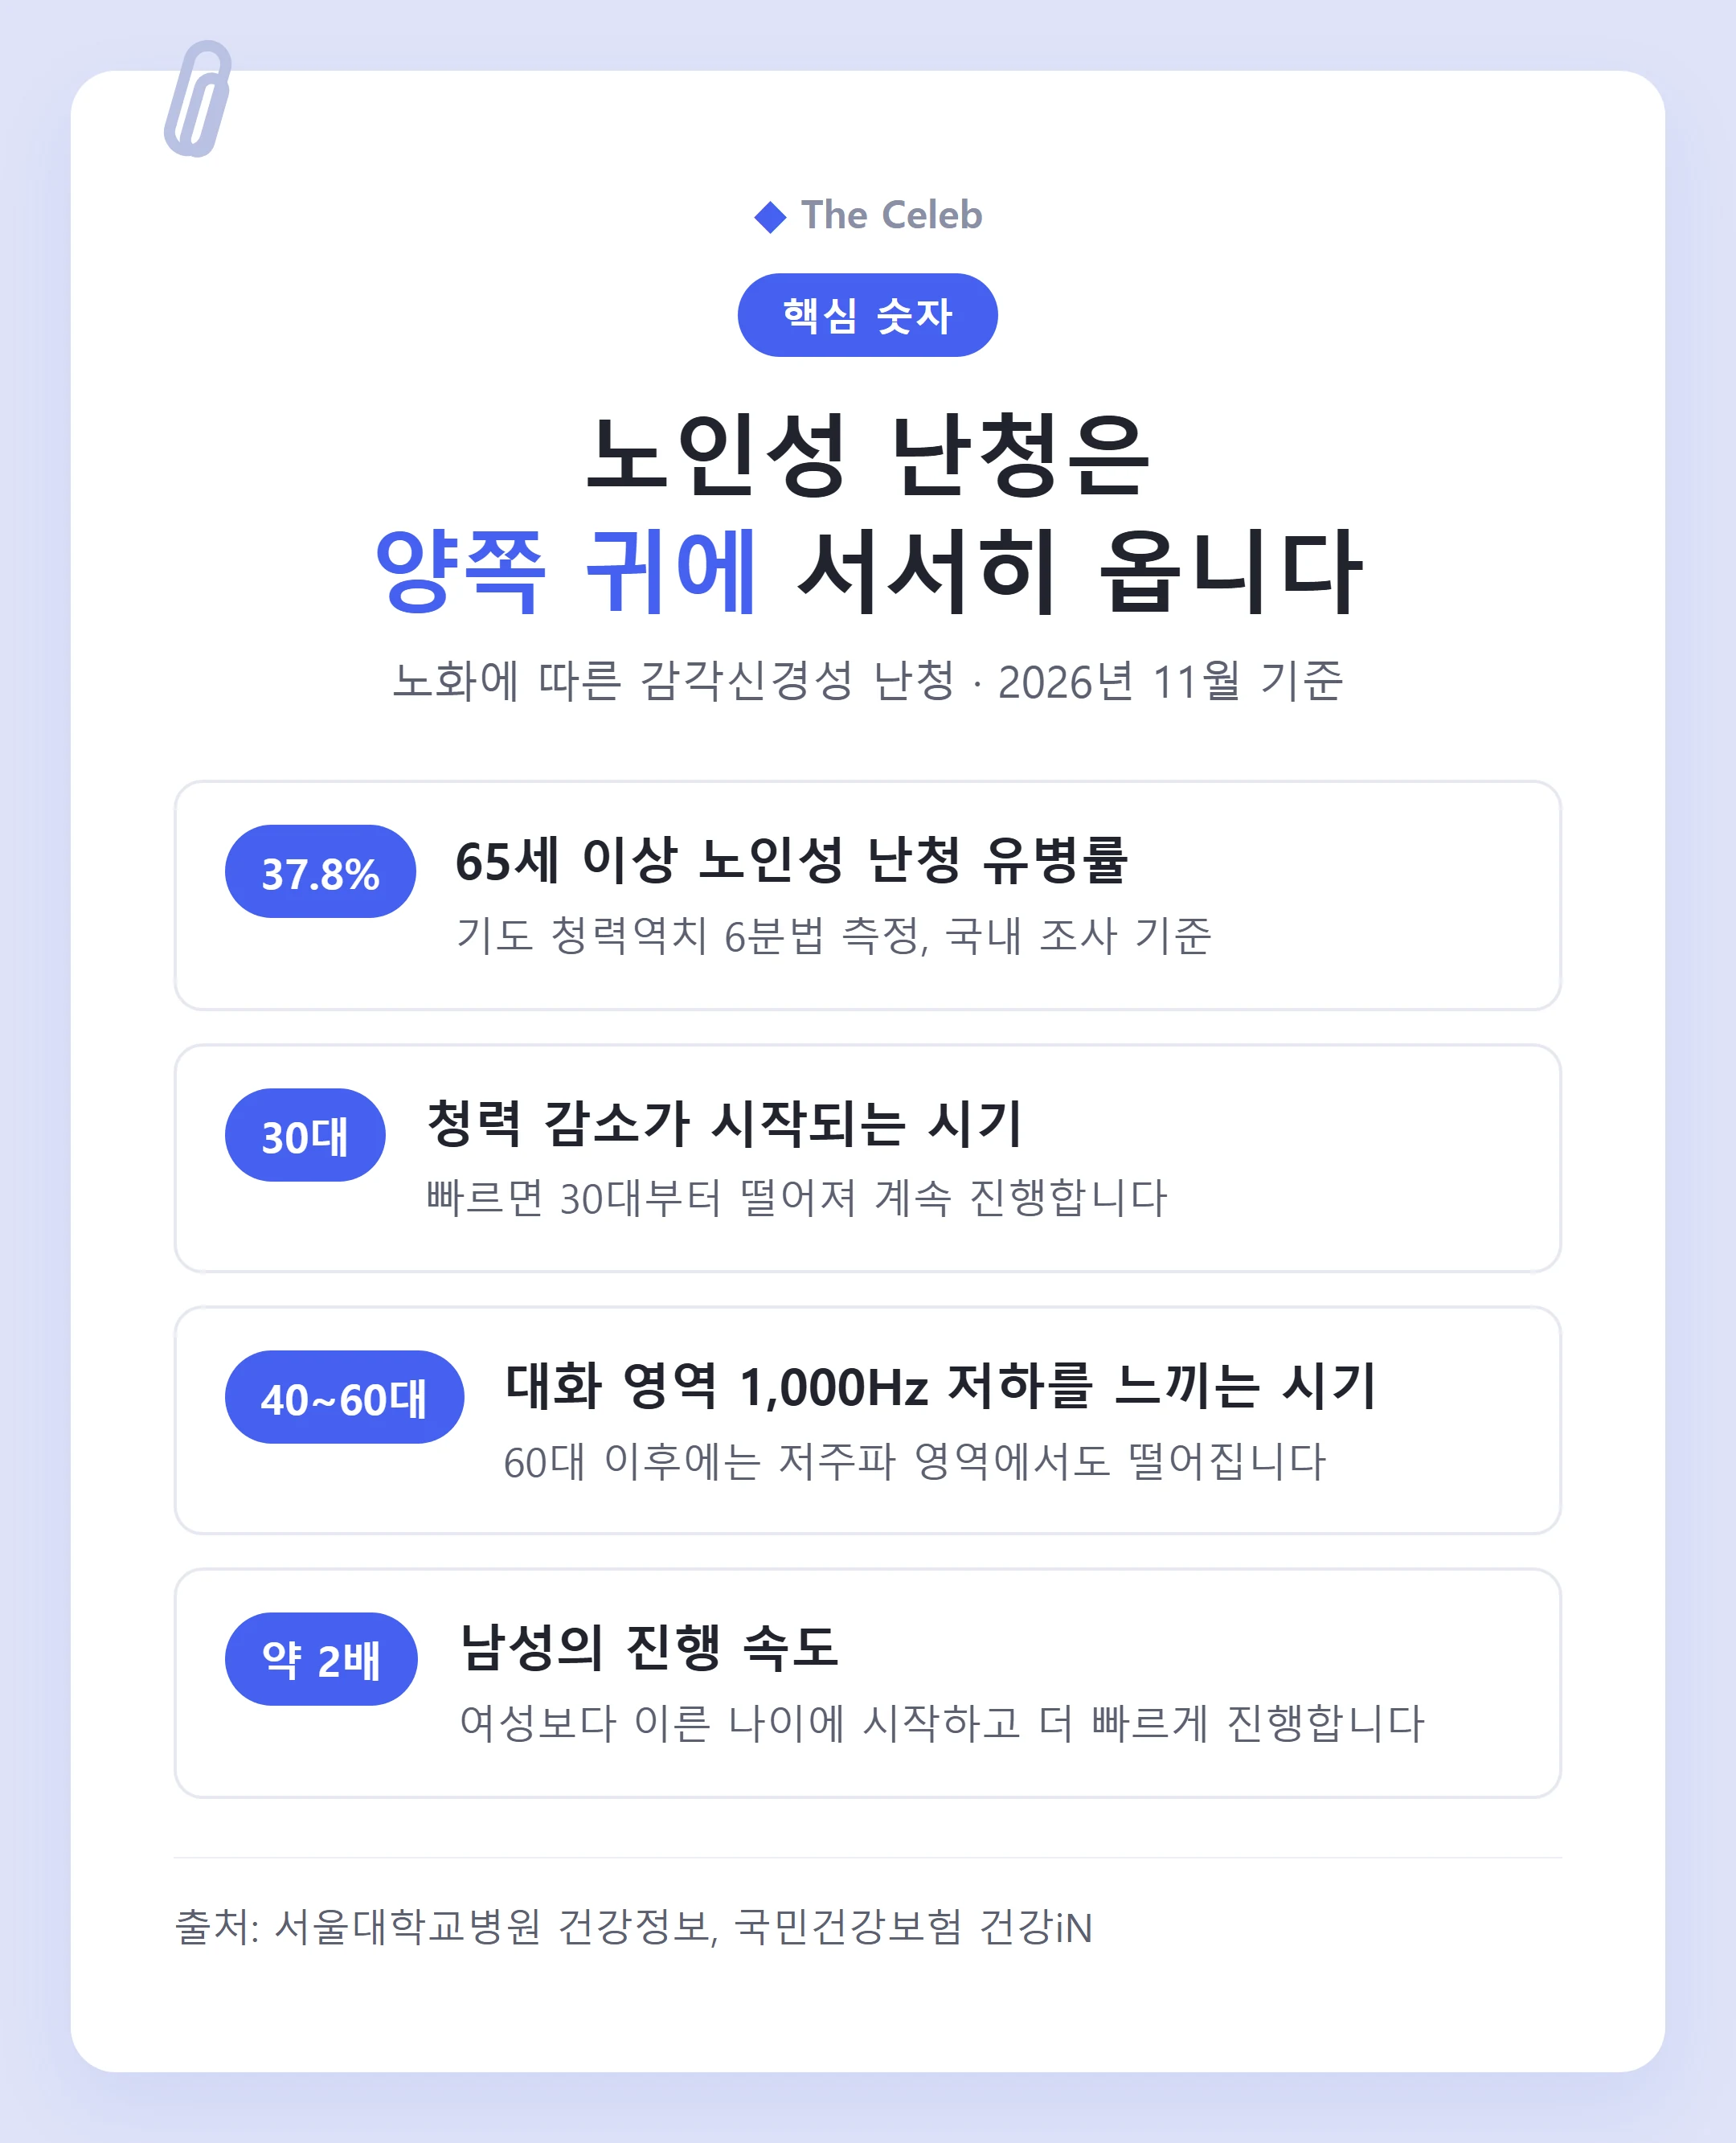 The Celeb
핵심 숫자
노인성 난청은
양쪽 귀에 서서히 옵니다
노화에 따른 감각신경성 난청 · 2026년 11월 기준
37.8%
65세 이상 노인성 난청 유병률
기도 청력역치 6분법 측정, 국내 조사 기준
30대
청력 감소가 시작되는 시기
빠르면 30대부터 떨어져 계속 진행합니다
40~60대
대화 영역 1,000Hz 저하를 느끼는 시기
60대 이후에는 저주파 영역에서도 떨어집니다
약 2배
남성의 진행 속도
여성보다 이른 나이에 시작하고 더 빠르게 진행합니다
출처: 서울대학교병원 건강정보, 국민건강보험 건강iN